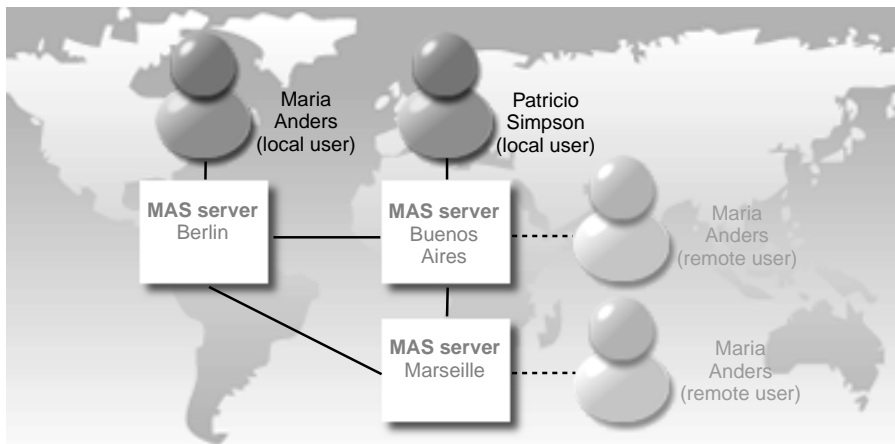 Maria
Anders
(local user)
Patricio
Simpson
(local user)
MAS server
Berlin
MAS server
Buenos
Aires
Maria
Anders
(remote user)
MAS server
Marseille
Maria
Anders
(remote user)